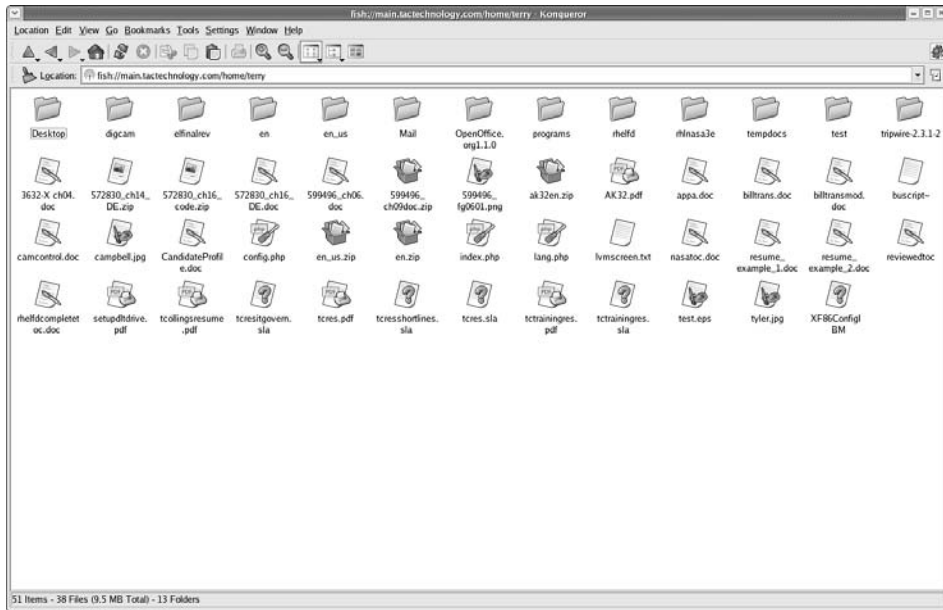 fish://main.tactechnology.com/home/terry - Konqueror
Location Edit View Go Bookmarks Tools Settings Window Help
Location: fish://main.tactechnology.com/home/terry
Desktop digcam elfinalrev en en_us Mail OpenOffice. programs rhelfd rhlnasa3e tempdocs test tripwire-2.3.1-2
org1.1.0
3632-X ch04. 572830_ch14_ 572830_ch16_ 572830_ch16_ 599496_ch06. 599496_ 599496_ ak32en.zip AK32.pdf appa.doc billtrans.doc billtransmod. buscript~
doc DE.zip code.zip DE.doc doc ch09doc.zip fg0601.png doc
camcontrol.doc campbell.jpg CandidateProfil config.php en_us.zip en.zip index.php lang.php lvmscreen.txt nasatoc.doc resume_ resume_ reviewedtoc
e.doc example_1.doc example_2.doc
rhelfdcompletet setupdltdrive. tcollingsresume tcresitgovern. tcres.pdf tcresshortlines. tcres.sla tctrainingres. tctrainingres. test.eps tyler.jpg XF86ConfigI
oc.doc pdf .pdf sla sla pdf sla BM
51 Items - 38 Files (9.5 MB Total) - 13 Folders